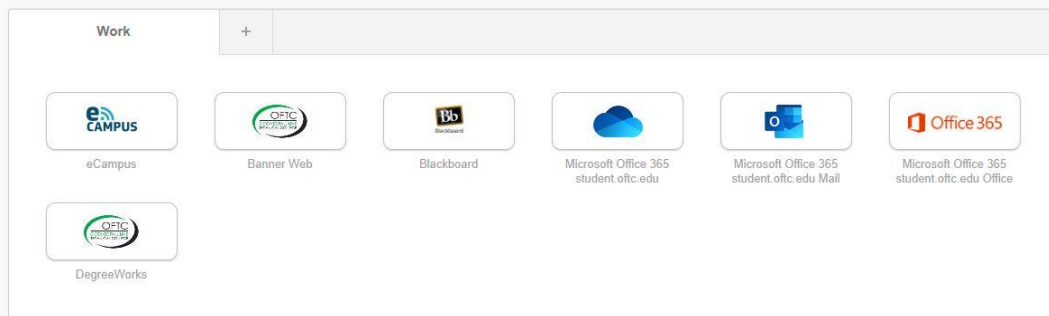 Work
+
e
CAMPUS
OFTC
Bb
Blackboard
O
Office 365
eCampus
Banner Web
Blackboard
Microsoft Office 365
student.oftc.edu
Microsoft Office 365
student.oftc.edu Mail
Microsoft Office 365
student.oftc.edu Office
OFTC
DegreeWorks